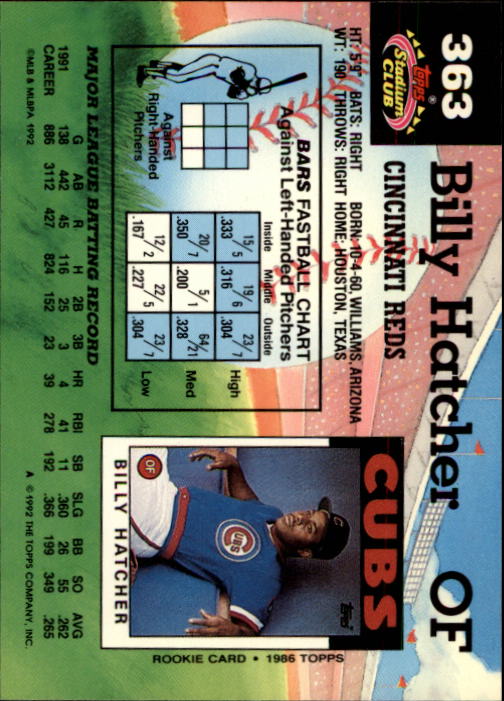 363
Billy Hatcher OF
TOPPS®
Stadium
CLUB
CINCINNATI REDS
HT: 5'9" BATS: RIGHT BORN: 10-4-60, WILLIAMS, ARIZONA
WT: 190 THROWS: RIGHT HOME: HOUSTON, TEXAS
BARS FASTBALL CHART
Against Left-Handed Pitchers
Inside Middle Outside
15/5 19/6 23/7 High
.333 .316 .304
20/7 5/1 64/21 Med
.350 .200 .328
12/2 22/5 23/7 Low
.167 .227 .304
Against
Right-Handed
Pitchers
CUBS
Topps
C
CUBS
OF
BILLY HATCHER
ROOKIE CARD • 1986 TOPPS
MAJOR LEAGUE BATTING RECORD
G AB R H 2B 3B HR RBI SB SLG BB SO AVG
1991 138 442 45 116 25 3 4 41 11 .360 26 55 .262
CAREER 886 3112 427 824 152 23 39 278 192 .366 199 349 .265
©MLB & MLBPA 1992
A ©1992 THE TOPPS COMPANY, INC.